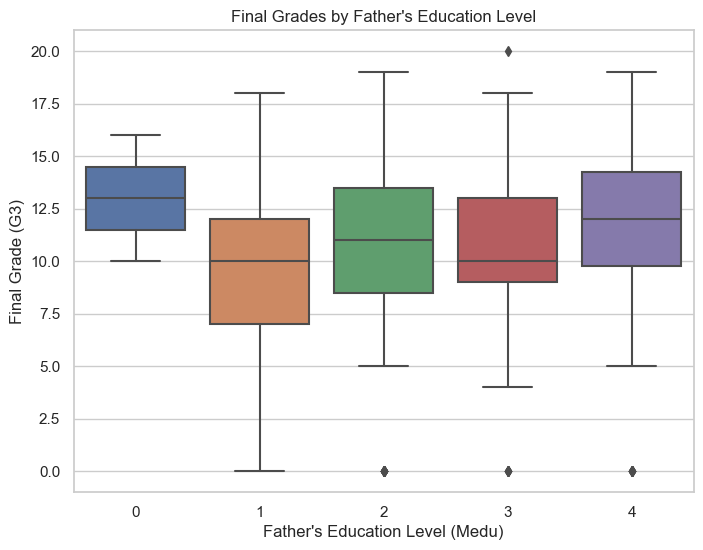 Final Grades by Father's Education Level
Final Grade (G3)
20.0
17.5
15.0
12.5
10.0
7.5
5.0
2.5
0.0
0 1 2 3 4
Father's Education Level (Medu)